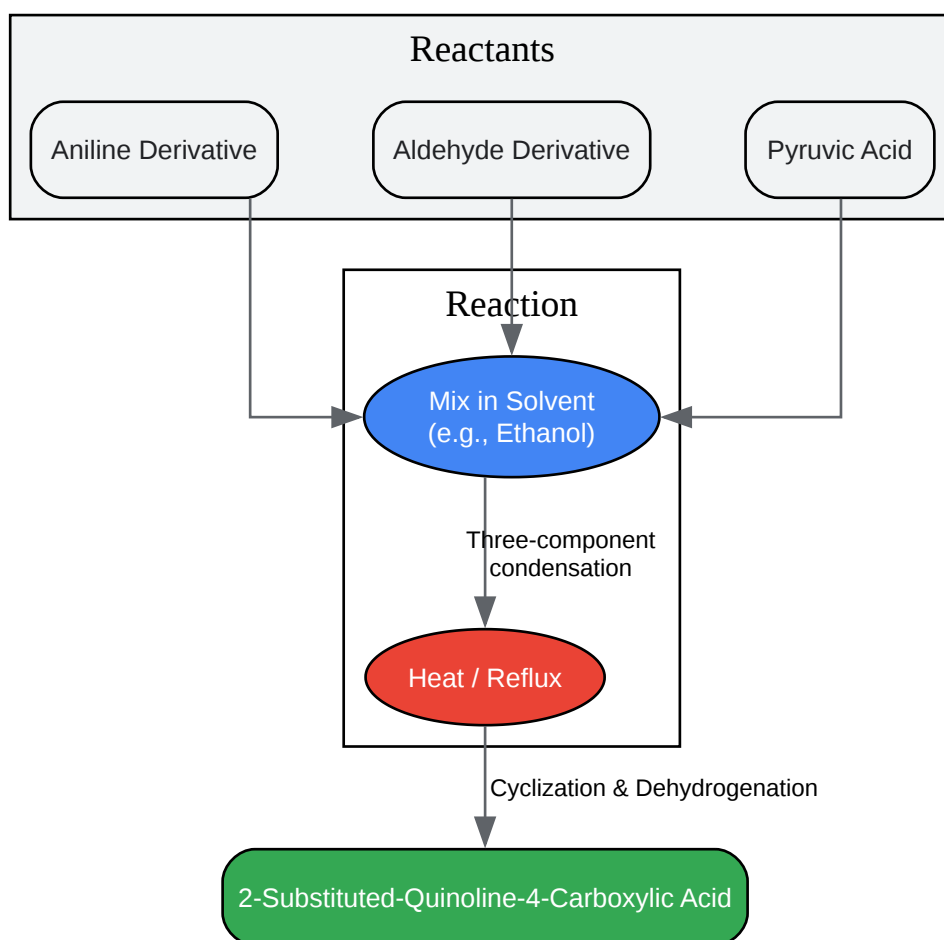 Reactants
Aniline Derivative
Aldehyde Derivative
Pyruvic Acid
Reaction
Mix in Solvent
(e.g., Ethanol)
Three-component
condensation
Heat / Reflux
Cyclization & Dehydrogenation
2-Substituted-Quinoline-4-Carboxylic Acid